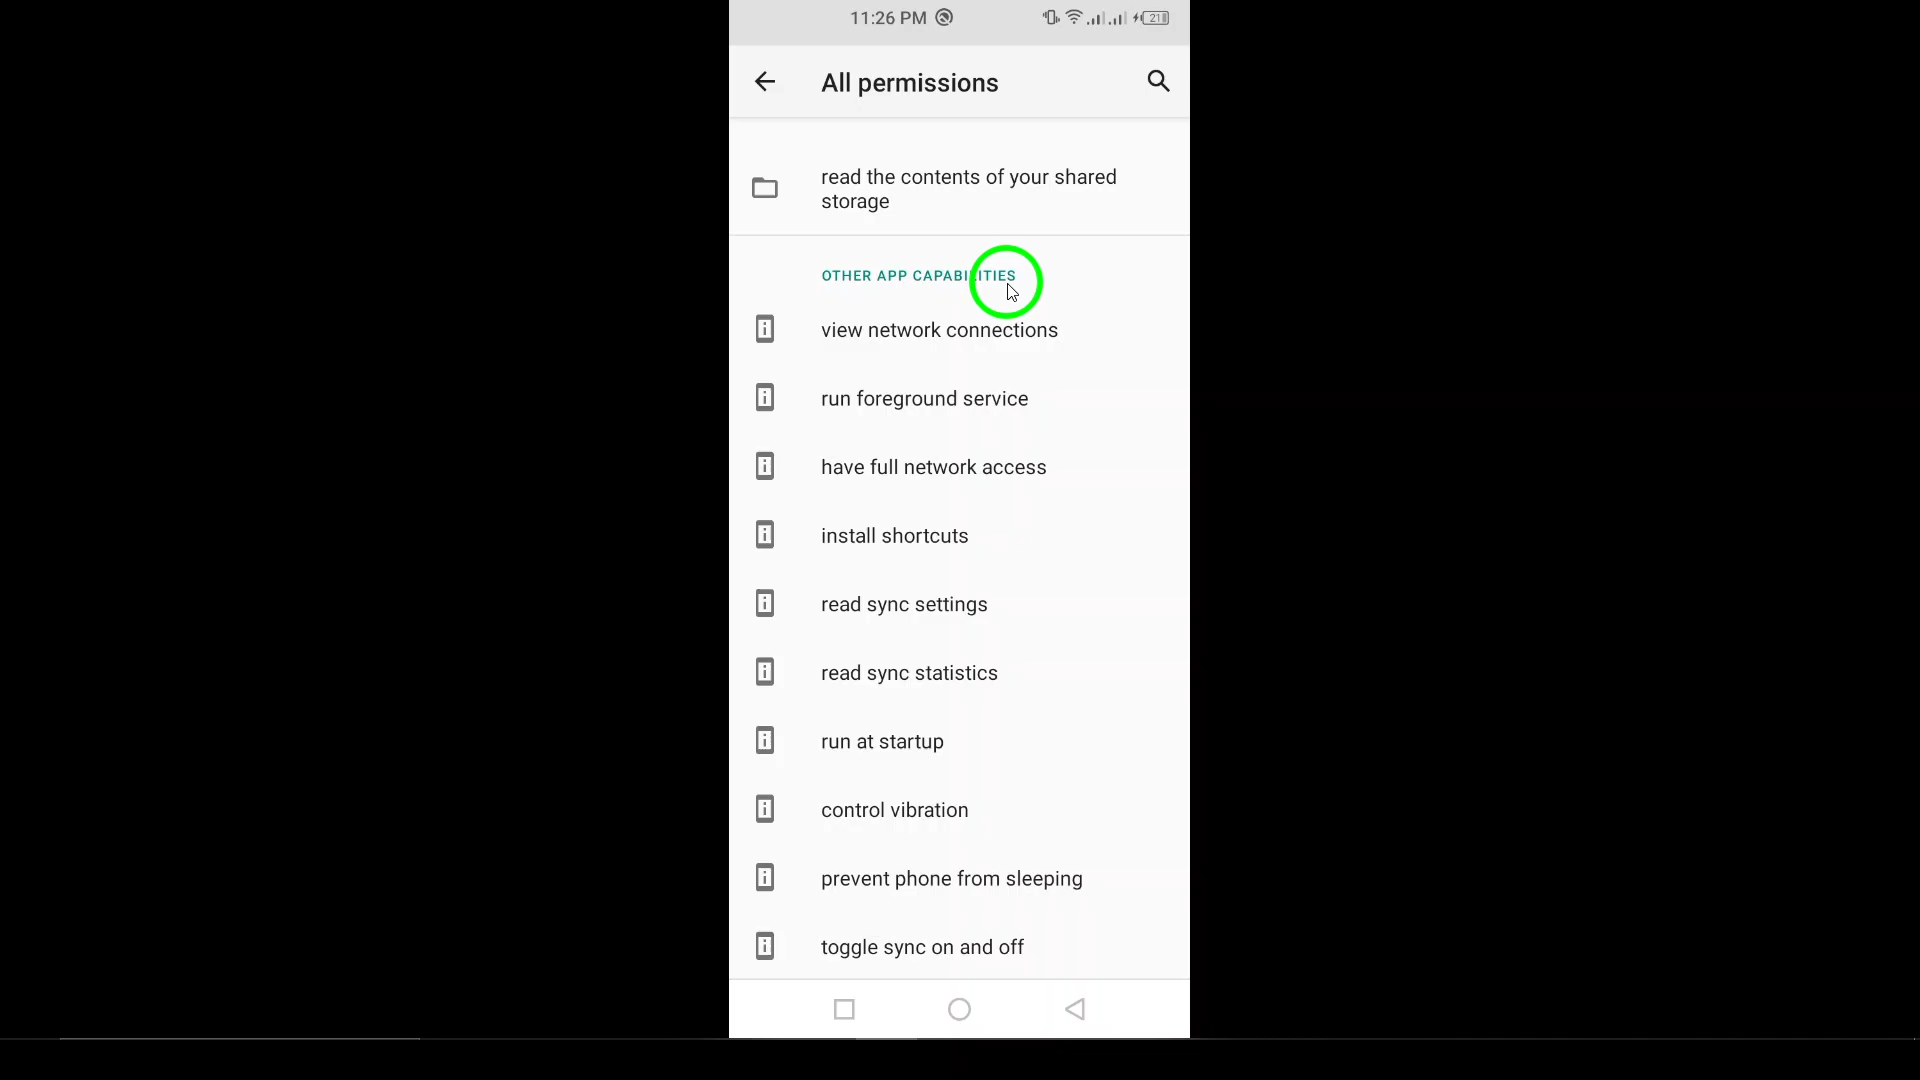 11:26 PM
21
All permissions
read the contents of your shared
storage
OTHER APP CAPABILITIES
view network connections
run foreground service
have full network access
install shortcuts
read sync settings
read sync statistics
run at startup
control vibration
prevent phone from sleeping
toggle sync on and off